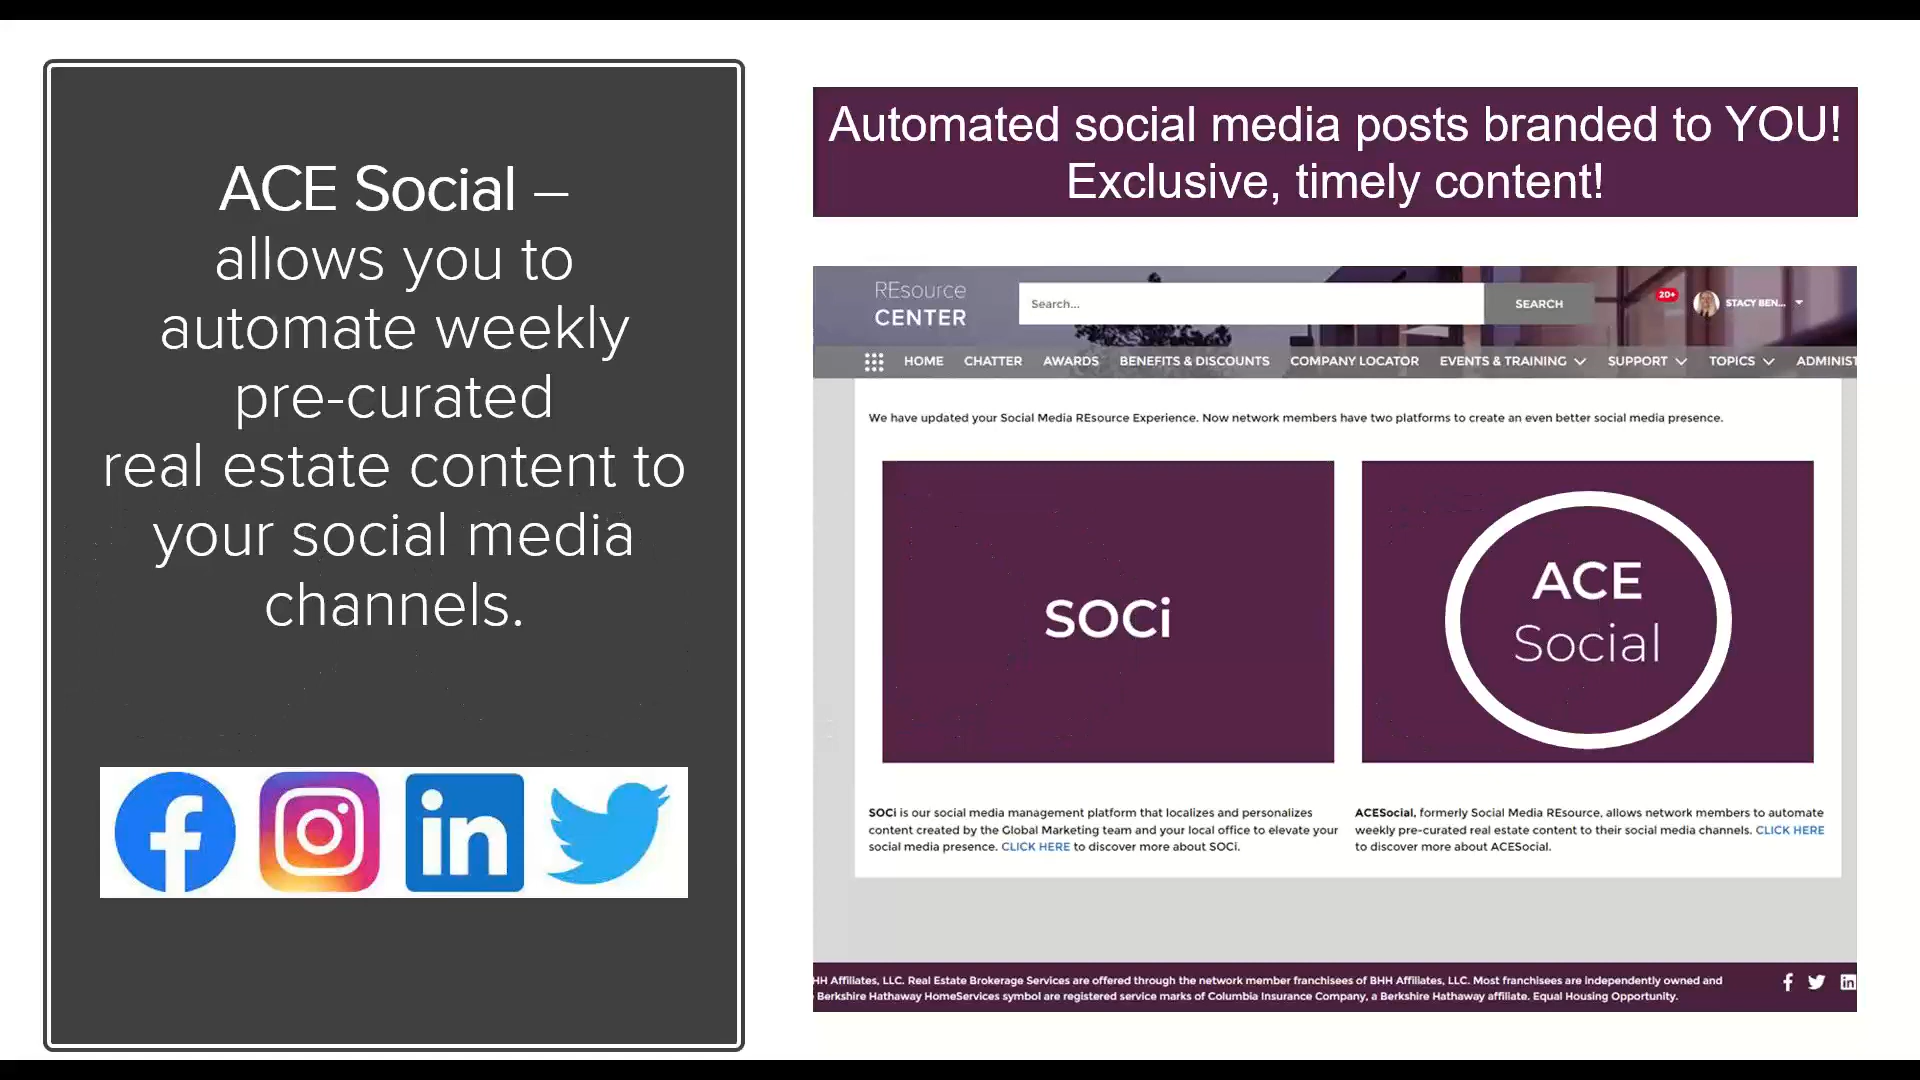 ACE Social –
allows you to
automate weekly
pre-curated
real estate content to
your social media
channels.
Automated social media posts branded to YOU!
Exclusive, timely content!
REsource
CENTER
Search...
SEARCH
20+
STACY BEN...
HOME CHATTER AWARDS BENEFITS & DISCOUNTS COMPANY LOCATOR EVENTS & TRAINING SUPPORT TOPICS ADMINIST
We have updated your Social Media REsource Experience. Now network members have two platforms to create an even better social media presence.
SOCi
ACE
Social
SOCi is our social media management platform that localizes and personalizes
content created by the Global Marketing team and your local office to elevate your
social media presence. CLICK HERE to discover more about SOCi.
ACESocial, formerly Social Media REsource, allows network members to automate
weekly pre-curated real estate content to their social media channels. CLICK HERE
to discover more about ACESocial.
HH Affiliates, LLC. Real Estate Brokerage Services are offered through the network member franchisees of BHH Affiliates, LLC. Most franchisees are independently owned and
Berkshire Hathaway HomeServices symbol are registered service marks of Columbia Insurance Company, a Berkshire Hathaway affiliate. Equal Housing Opportunity.